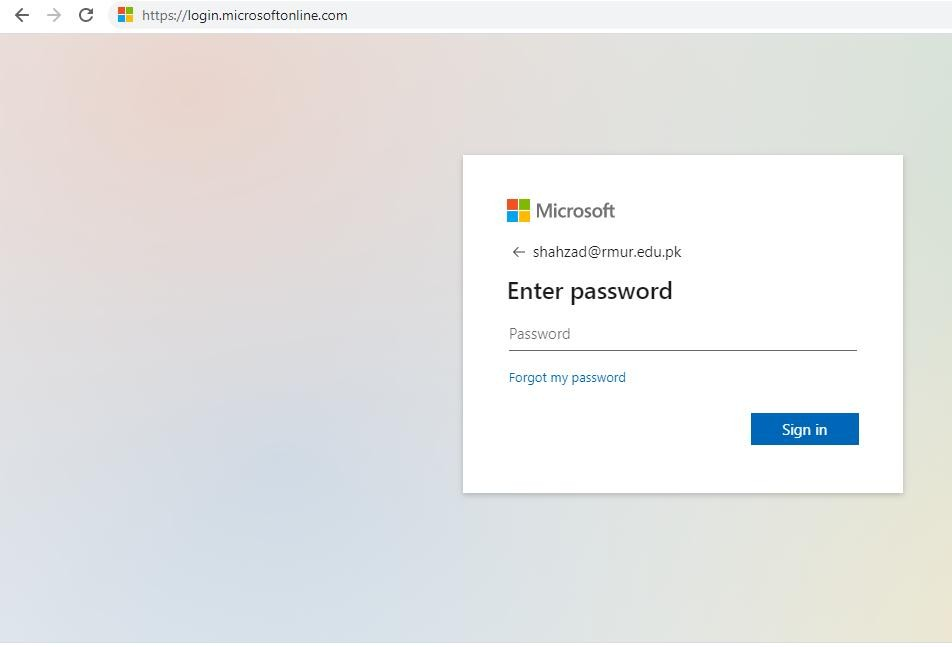 https://login.microsoftonline.com
Microsoft
shahzad@rmur.edu.pk
Enter password
Password
Forgot my password
Sign in